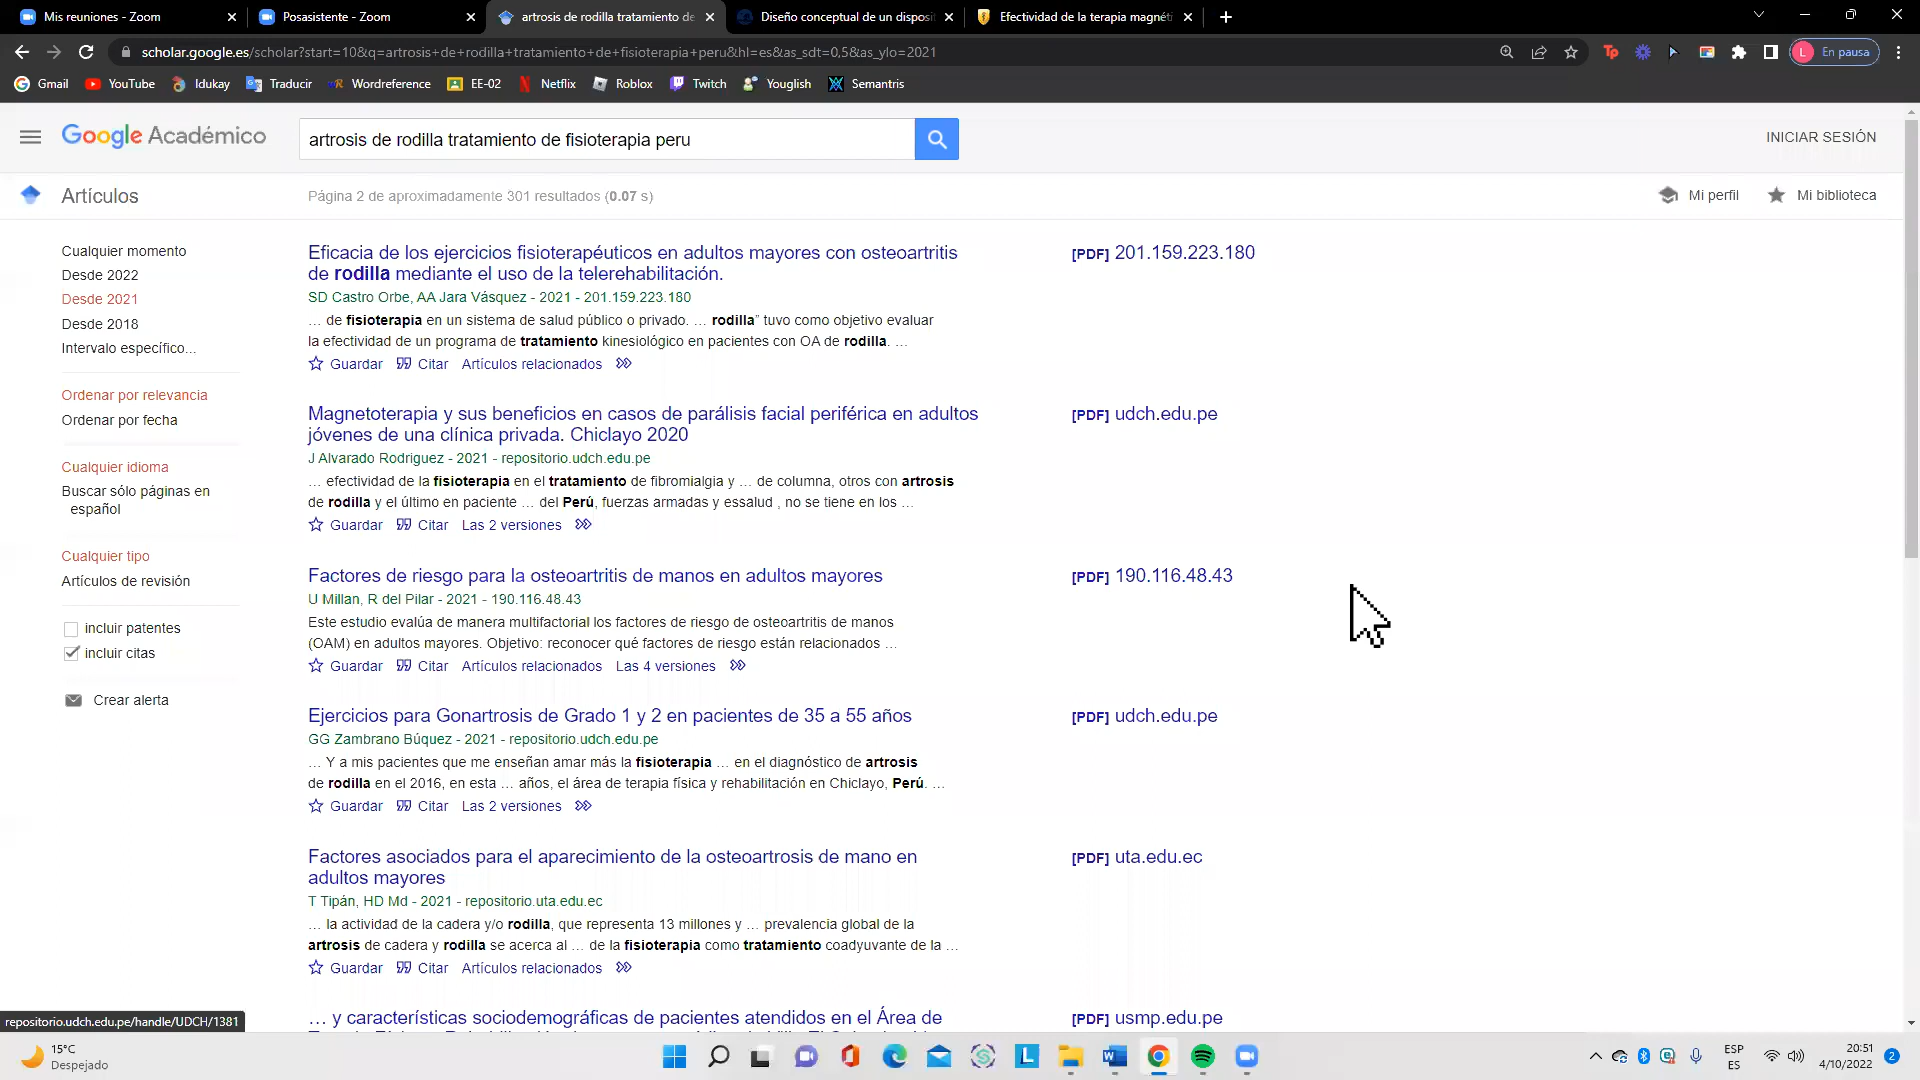 Mis reuniones - Zoom
Posasistente - Zoom
artrosis de rodilla tratamiento de
Diseño conceptual de un disposit
Efectividad de la terapia magnéti
scholar.google.es/scholar?start=10&q=artrosis+de+rodilla+tratamiento+de+fisioterapia+peru&hl=es&as_sdt=0,5&as_ylo=2021
L En pausa
Gmail YouTube Idukay Traducir Wordreference EE-02 Netflix Roblox Twitch Youglish Semantris
Google Académico
artrosis de rodilla tratamiento de fisioterapia peru
INICIAR SESIÓN
Artículos
Página 2 de aproximadamente 301 resultados (0.07 s)
Mi perfil
Mi biblioteca
Cualquier momento
Desde 2022
Desde 2021
Desde 2018
Intervalo específico...
Ordenar por relevancia
Ordenar por fecha
Cualquier idioma
Buscar sólo páginas en
español
Cualquier tipo
Artículos de revisión
incluir patentes
incluir citas
Crear alerta
Eficacia de los ejercicios fisioterapéuticos en adultos mayores con osteoartritis
de rodilla mediante el uso de la telerehabilitación.
[PDF] 201.159.223.180
SD Castro Orbe, AA Jara Vásquez - 2021 - 201.159.223.180
… de fisioterapia en un sistema de salud público o privado. … rodilla” tuvo como objetivo evaluar
la efectividad de un programa de tratamiento kinesiológico en pacientes con OA de rodilla. …
Guardar Citar Artículos relacionados
Magnetoterapia y sus beneficios en casos de parálisis facial periférica en adultos
jóvenes de una clínica privada. Chiclayo 2020
[PDF] udch.edu.pe
J Alvarado Rodriguez - 2021 - repositorio.udch.edu.pe
… efectividad de la fisioterapia en el tratamiento de fibromialgia y … de columna, otros con artrosis
de rodilla y el último en paciente … del Perú, fuerzas armadas y essalud , no se tiene en los …
Guardar Citar Las 2 versiones
Factores de riesgo para la osteoartritis de manos en adultos mayores
[PDF] 190.116.48.43
U Millan, R del Pilar - 2021 - 190.116.48.43
Este estudio evalúa de manera multifactorial los factores de riesgo de osteoartritis de manos
(OAM) en adultos mayores. Objetivo: reconocer qué factores de riesgo están relacionados …
Guardar Citar Artículos relacionados Las 4 versiones
Ejercicios para Gonartrosis de Grado 1 y 2 en pacientes de 35 a 55 años
[PDF] udch.edu.pe
GG Zambrano Búquez - 2021 - repositorio.udch.edu.pe
… Y a mis pacientes que me enseñan amar más la fisioterapia … en el diagnóstico de artrosis
de rodilla en el 2016, en esta … años, el área de terapia física y rehabilitación en Chiclayo, Perú. …
Guardar Citar Las 2 versiones
Factores asociados para el aparecimiento de la osteoartrosis de mano en
adultos mayores
[PDF] uta.edu.ec
T Tipán, HD Md - 2021 - repositorio.uta.edu.ec
… la actividad de la cadera y/o rodilla, que representa 13 millones y … prevalencia global de la
artrosis de cadera y rodilla se acerca al … de la fisioterapia como tratamiento coadyuvante de la …
Guardar Citar Artículos relacionados
… y características sociodemográficas de pacientes atendidos en el Área de
[PDF] usmp.edu.pe
repositorio.udch.edu.pe/handle/UDCH/1381
15°C
Despejado
ESP
ES
20:51
4/10/2022
2